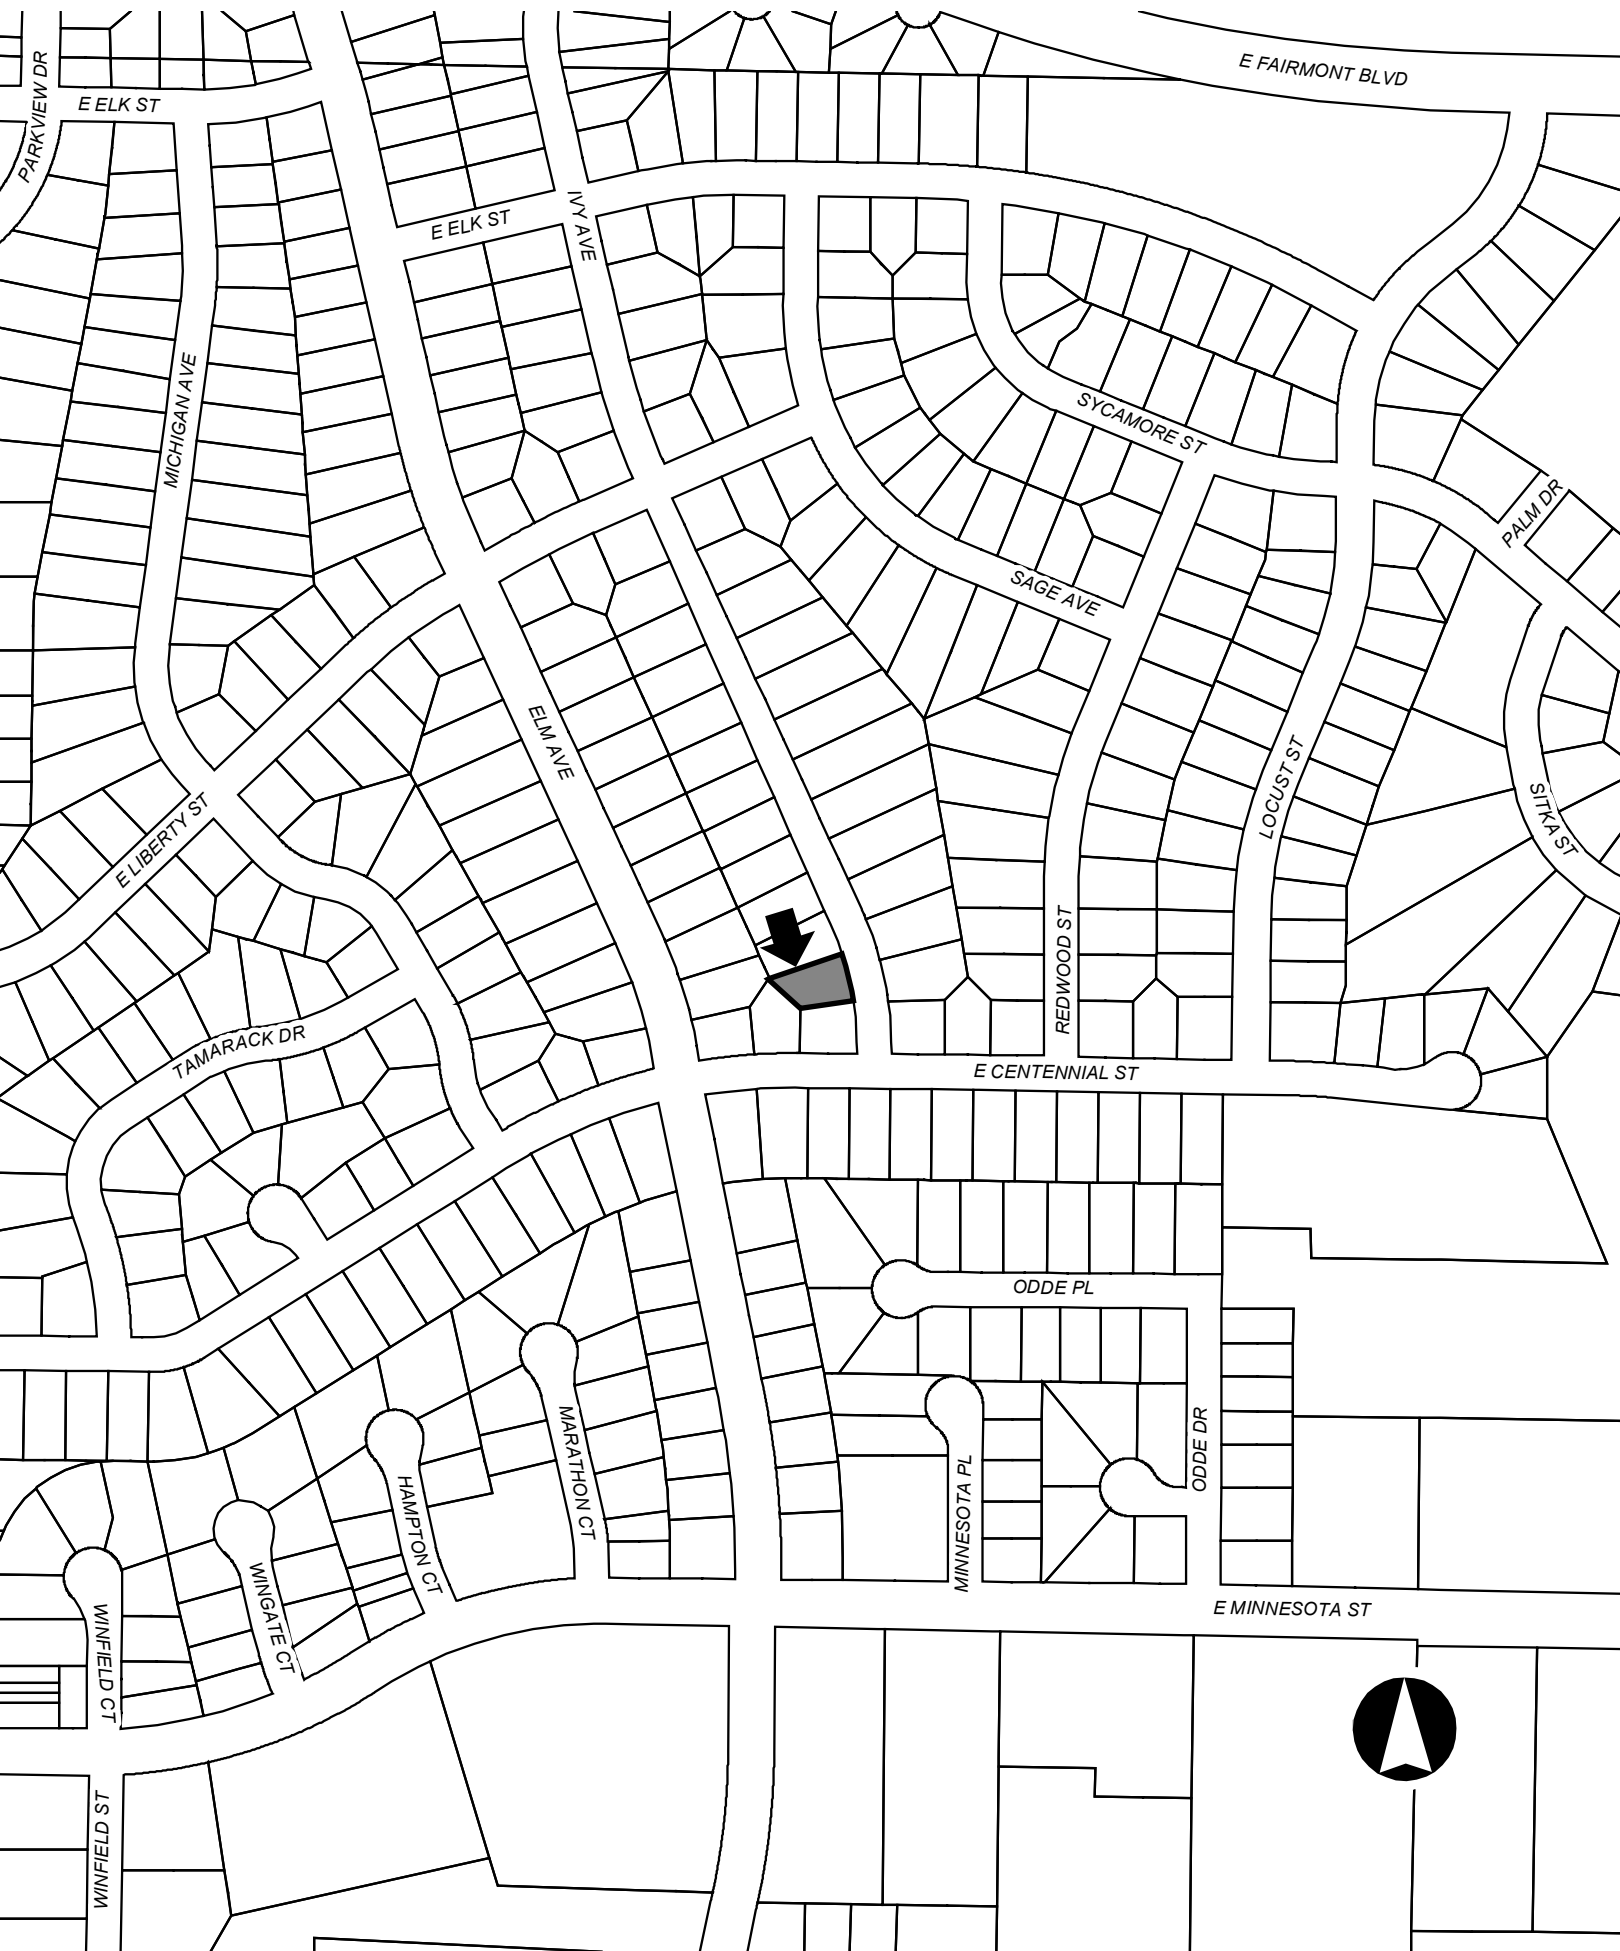 E FAIRMONT BLVD
PARKVIEW DR
E ELK ST
IVY AVE
E ELK ST
MICHIGAN AVE
SYCAMORE ST
PALM DR
SAGE AVE
ELM AVE
LOCUST ST
SITKA ST
E LIBERTY ST
REDWOOD ST
TAMARACK DR
E CENTENNIAL ST
ODDE PL
MARATHON CT
ODDE DR
MINNESOTA PL
HAMPTON CT
WINGATE CT
E MINNESOTA ST
WINFIELD CT
WINFIELD ST